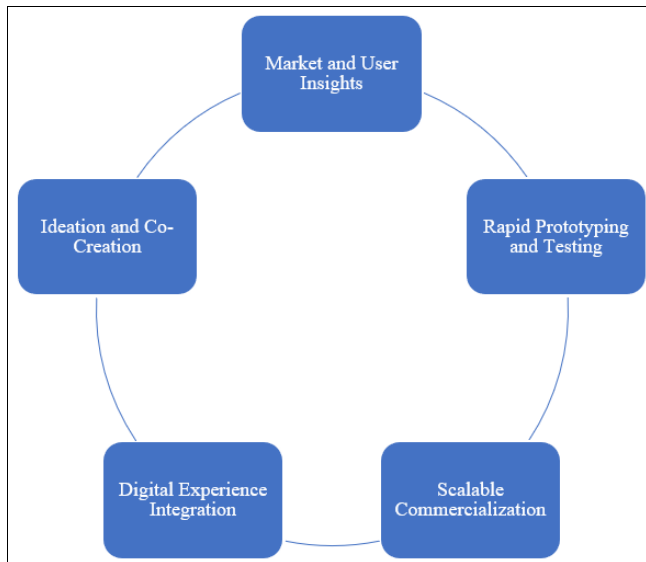 Market and User
Insights
Ideation and Co-
Creation
Rapid Prototyping
and Testing
Digital Experience
Integration
Scalable
Commercialization